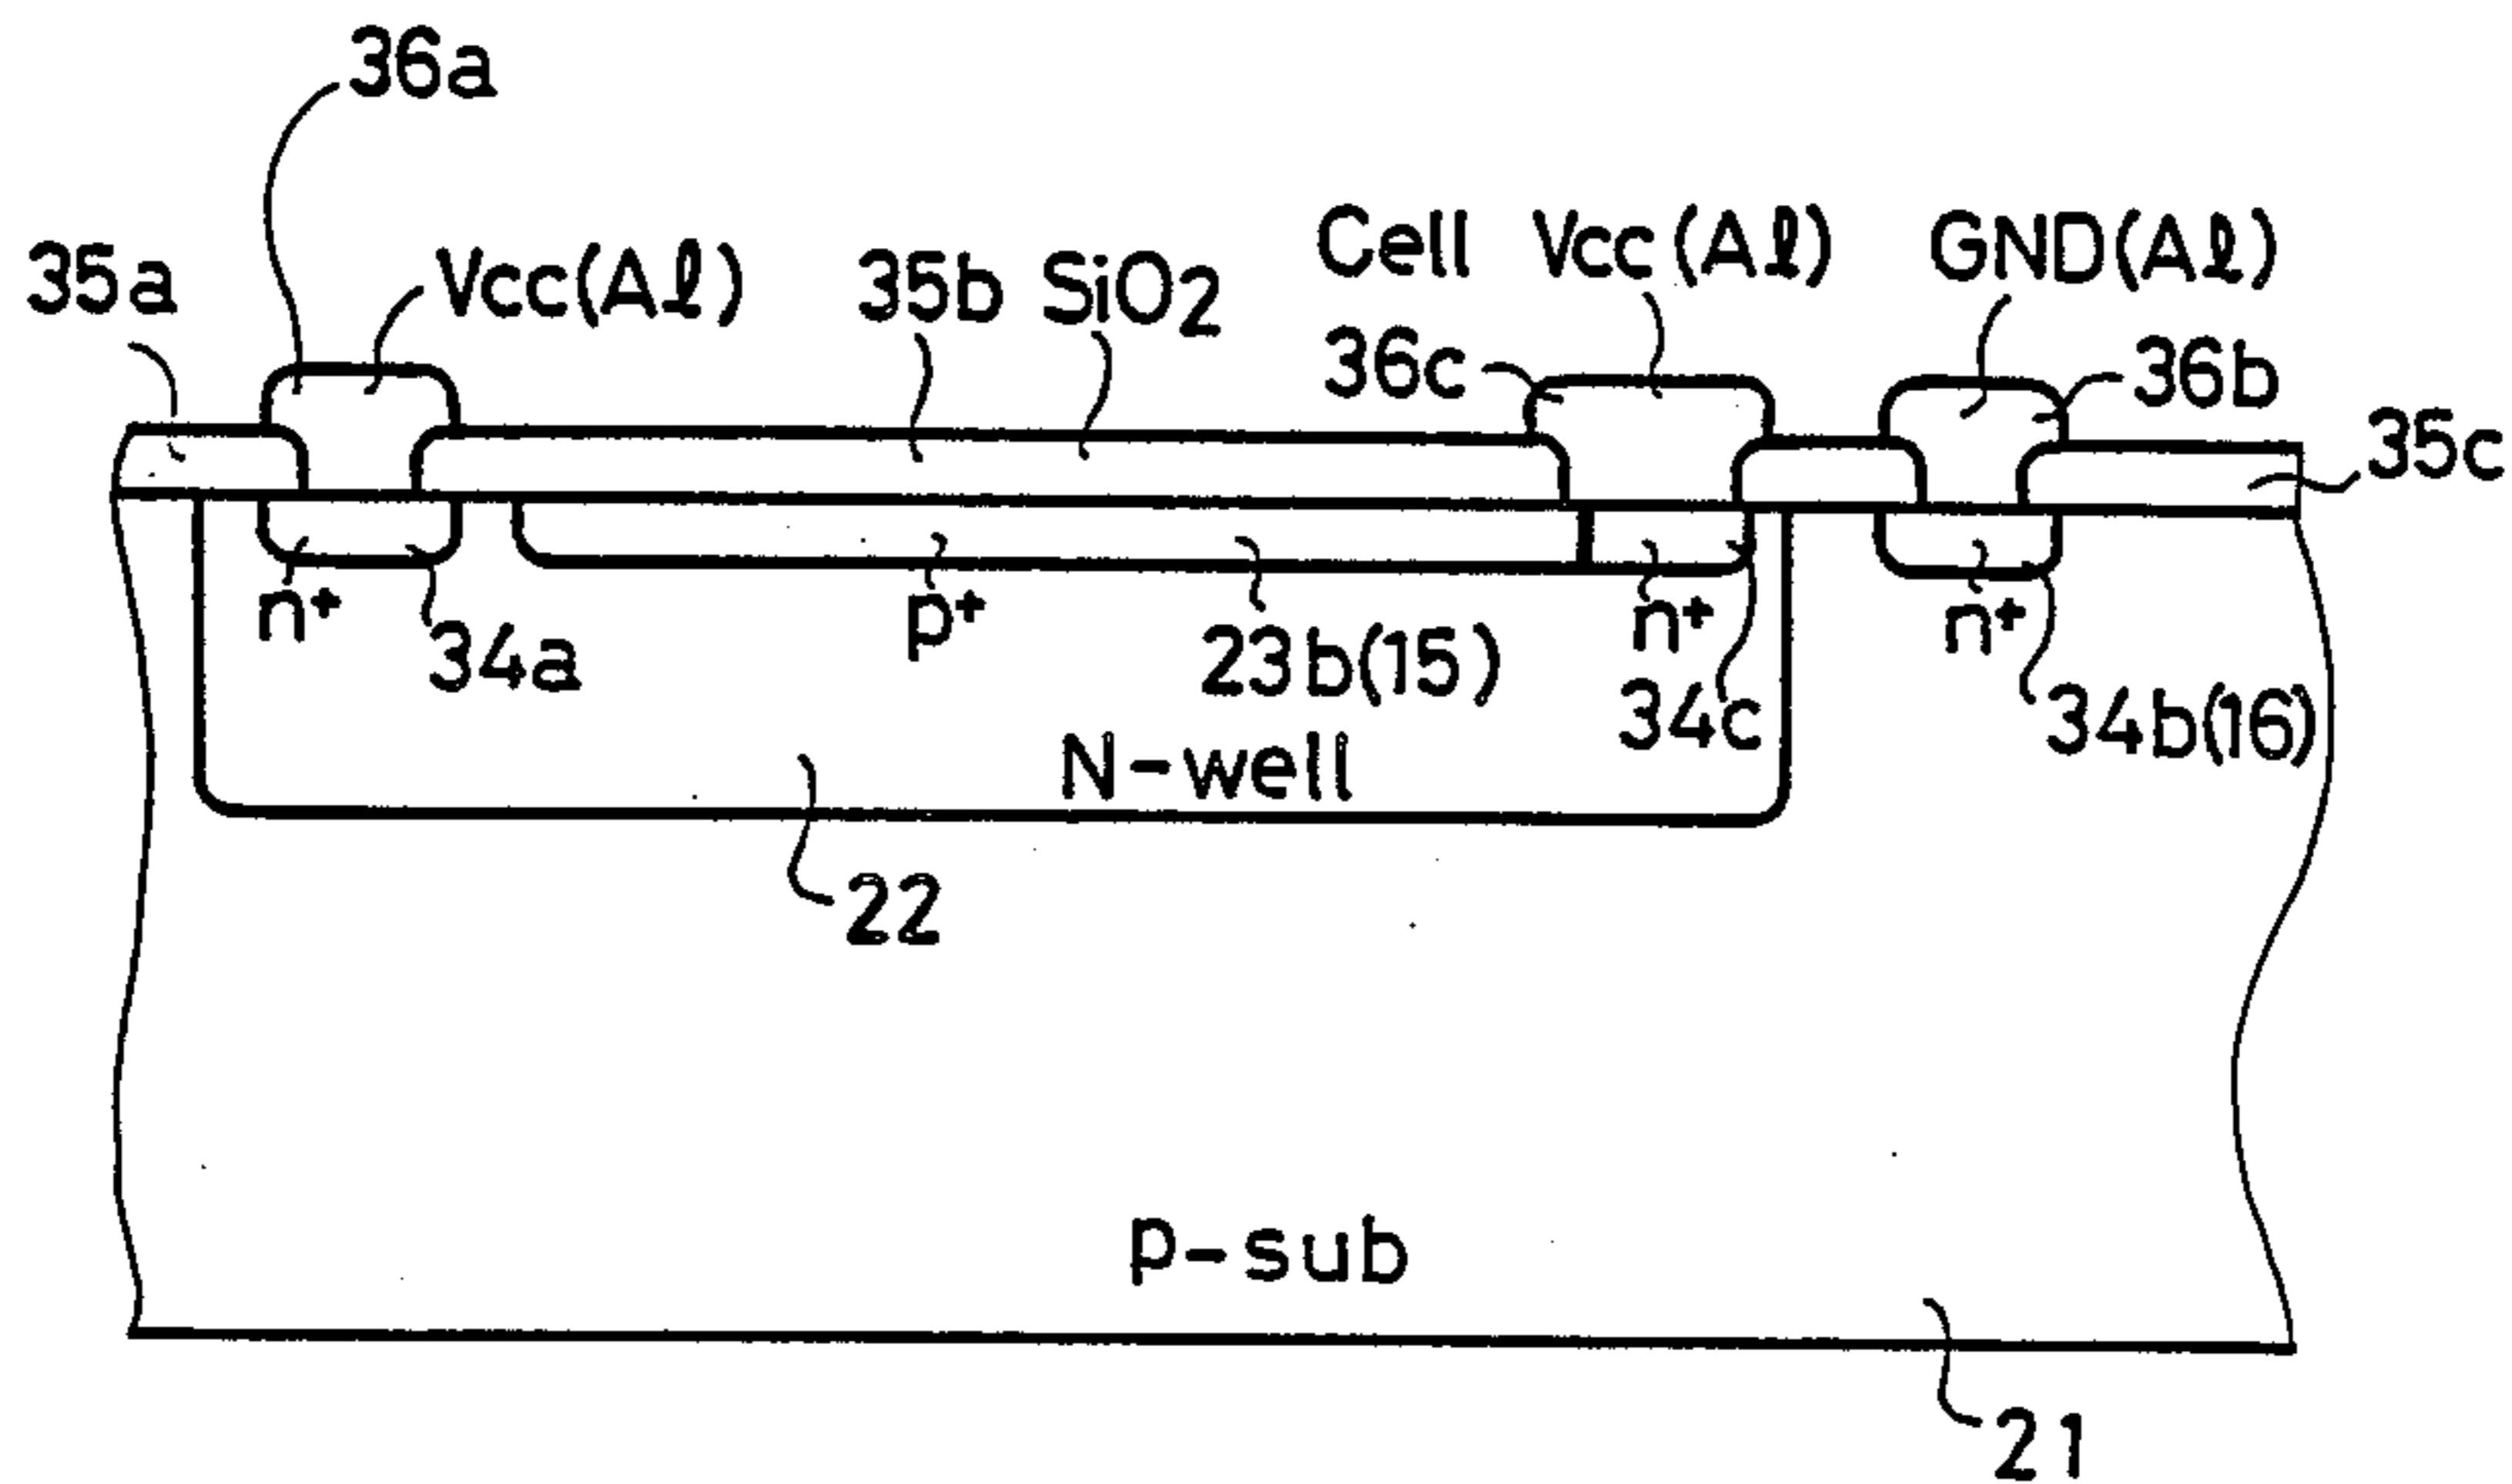 36a
35a
Vcc(Al)
35b
SiO2
Cell Vcc(Al)
GND(Al)
36c
36b
35c
n+
34a
p+
23b(15)
n+
34c
n+
34b(16)
N-well
22
p-sub
21